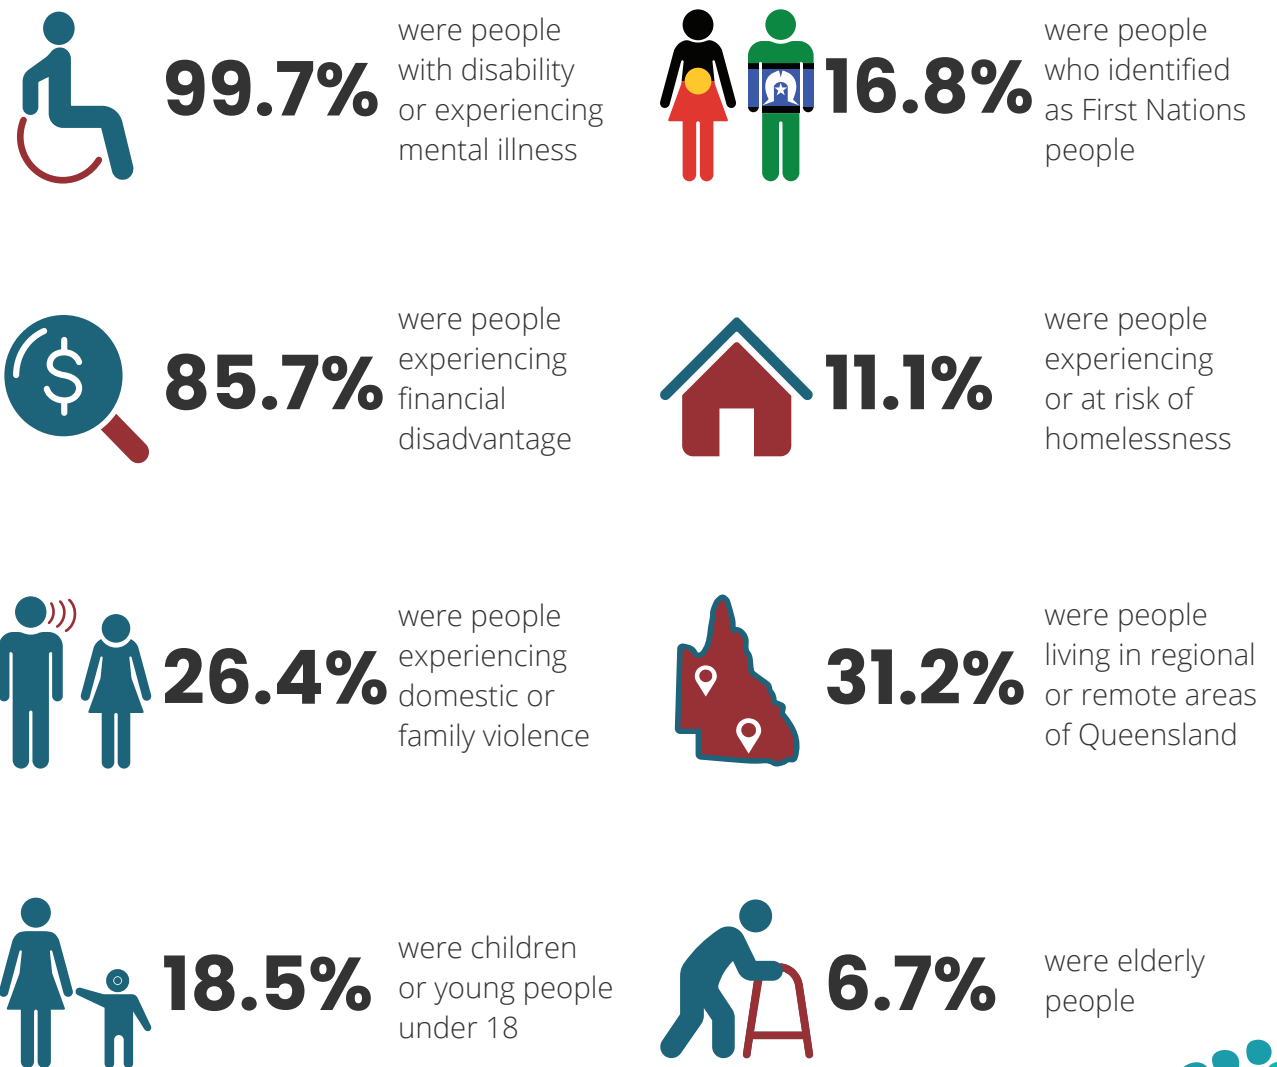 99.7%
were people
with disability
or experiencing
mental illness
16.8%
were people
who identified
as First Nations
people
85.7%
were people
experiencing
financial
disadvantage
11.1%
were people
experiencing
or at risk of
homelessness
26.4%
were people
experiencing
domestic or
family violence
31.2%
were people
living in regional
or remote areas
of Queensland
18.5%
were children
or young people
under 18
6.7%
were elderly
people